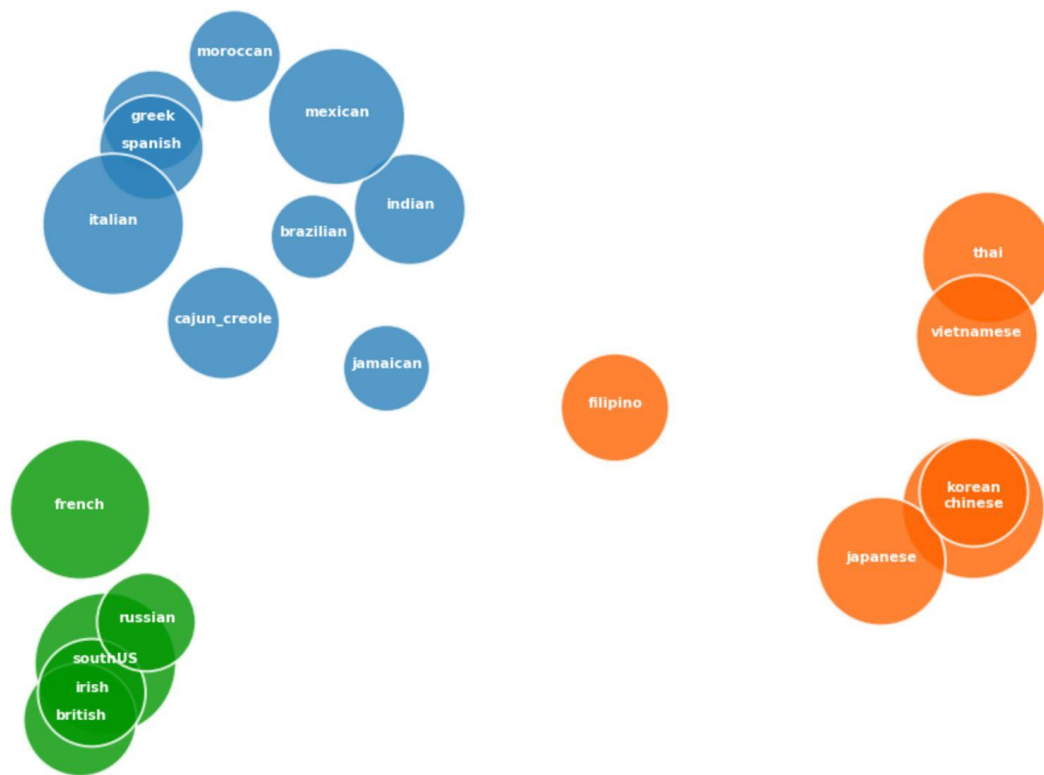 moroccan
mexican
greek
spanish
italian
indian
brazilian
cajun_creole
jamaican
thai
vietnamese
filipino
korean
chinese
japanese
french
russian
southUS
irish
british